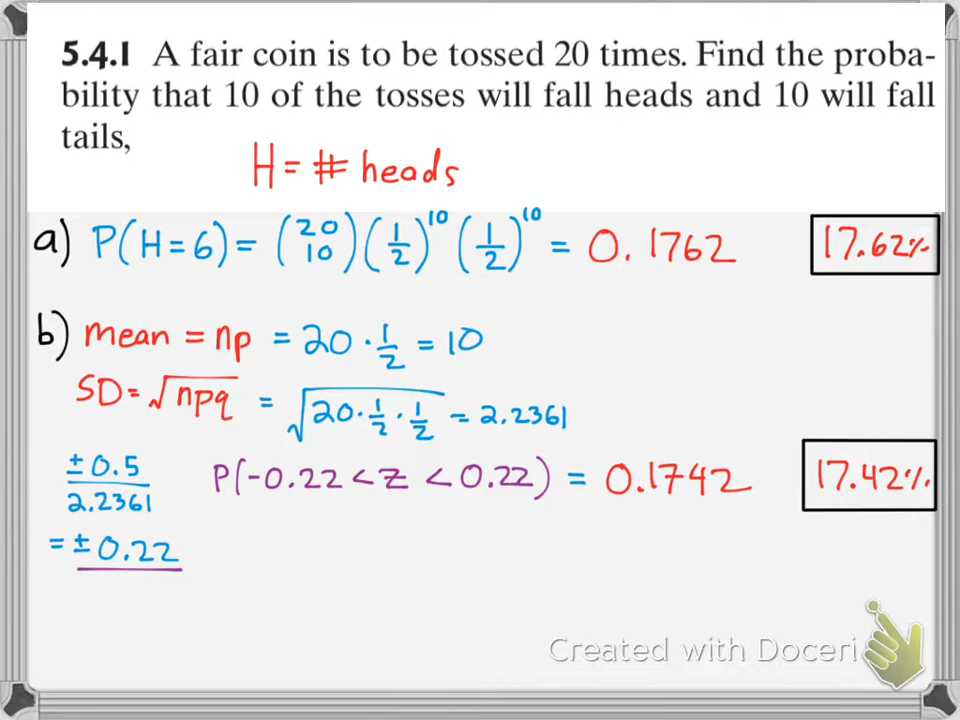 5.4.1 A fair coin is to be tossed 20 times. Find the proba-
bility that 10 of the tosses will fall heads and 10 will fall
tails,
H = # heads
a) P(H = 6) = (20 10) (1/2)^10 (1/2)^10 = 0.1762 17.62%
b) mean = np = 20 · 1/2 = 10
SD = √npq = √20 · 1/2 · 1/2 = 2.2361
±0.5/2.2361 P(-0.22 < Z < 0.22) = 0.1742 17.42%
= ±0.22
Created with Doceri